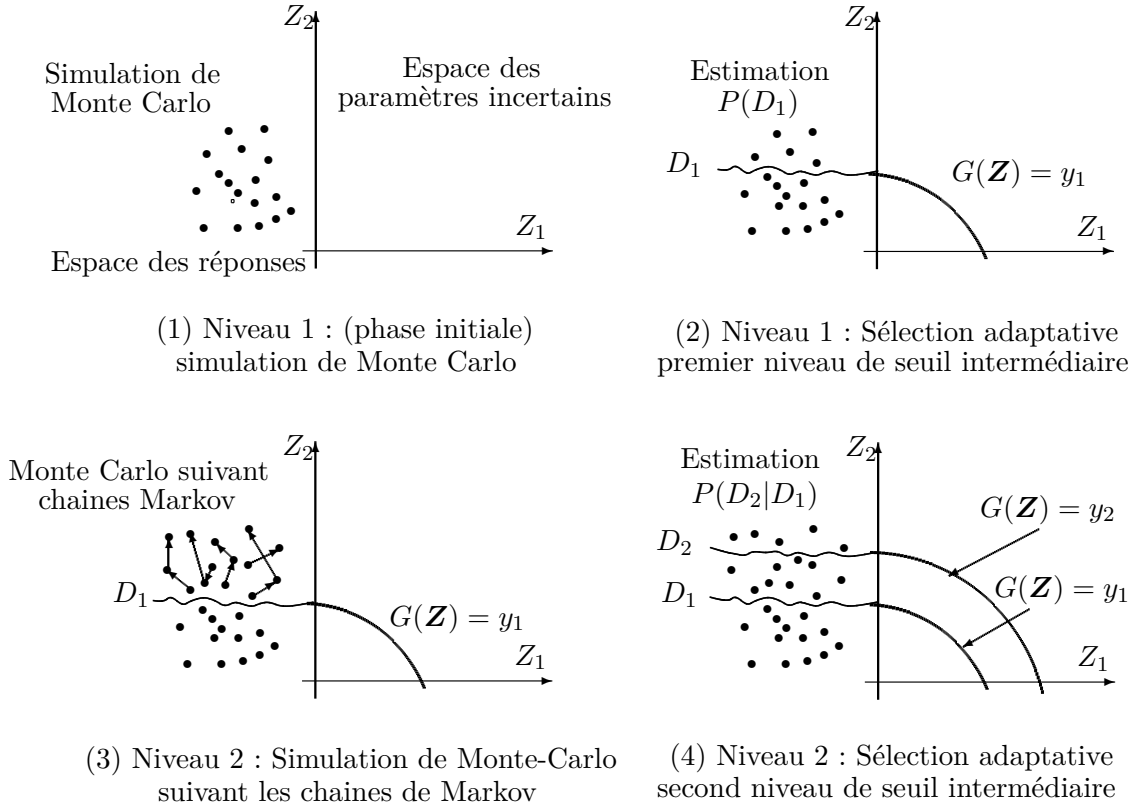 Z₂
Simulation de
Monte Carlo
Espace des
paramètres incertains
Z₁
Espace des réponses
(1) Niveau 1 : (phase initiale)
simulation de Monte Carlo
Z₂
Estimation
P(D₁)
D₁
G(Z) = y₁
Z₁
(2) Niveau 1 : Sélection adaptative
premier niveau de seuil intermédiaire
Z₂
Monte Carlo suivant
chaines Markov
D₁
G(Z) = y₁
Z₁
(3) Niveau 2 : Simulation de Monte-Carlo
suivant les chaines de Markov
Z₂
Estimation
P(D₂|D₁)
G(Z) = y₂
D₂
G(Z) = y₁
D₁
Z₁
(4) Niveau 2 : Sélection adaptative
second niveau de seuil intermédiaire